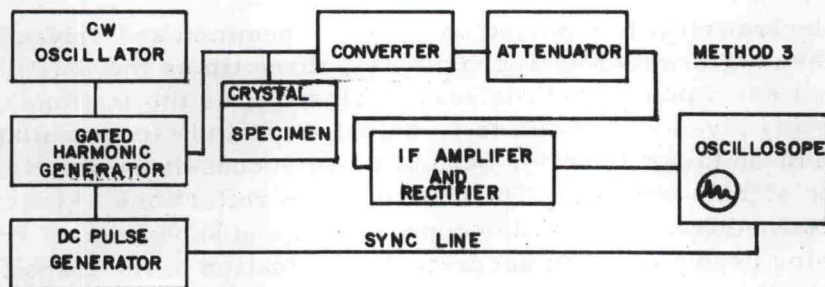 CW
OSCILLATOR
CONVERTER
ATTENUATOR
METHOD 3
CRYSTAL
SPECIMEN
GATED
HARMONIC
GENERATOR
IF AMPLIFER
AND
RECTIFIER
OSCILLOSOPE
DC PULSE
GENERATOR
SYNC LINE